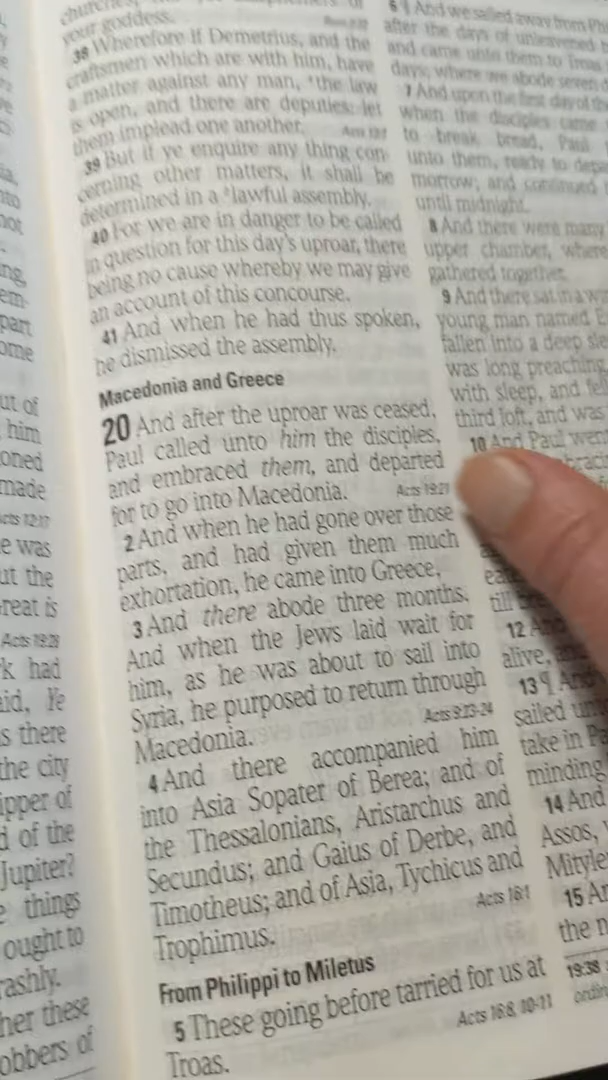 your goddess.
38 Wherefore if Demetrius, and the
craftsmen which are with him, have
a matter against any man, *the law
is open, and there are deputies: let
them implead one another.
39 But if ye enquire any thing con-
cerning other matters, it shall be
determined in a *lawful assembly.
40 For we are in danger to be called
in question for this day's uproar, there
being no cause whereby we may give
an account of this concourse.
41 And when he had thus spoken,
he dismissed the assembly.
Macedonia and Greece
20 And after the uproar was ceased,
Paul called unto him the disciples,
and embraced them, and departed
for to go into Macedonia. Acts 19:21
2 And when he had gone over those
parts, and had given them much
exhortation, he came into Greece,
3 And there abode three months.
And when the Jews laid wait for
him, as he was about to sail into
Syria, he purposed to return through
Macedonia. Acts 9:23-24
4 And there accompanied him
into Asia Sopater of Berea; and of
the Thessalonians, Aristarchus and
Secundus; and Gaius of Derbe, and
Timotheus; and of Asia, Tychicus and
Trophimus. Acts 16:1
From Philippi to Miletus
5 These going before tarried for us at
Troas. Acts 16:8, 10-11
6 ¶ And we sailed away from
after the days of unleavened
and came unto them to Troas
days; where we abode seven
7 And upon the first day of
when the disciples came
to break bread, Paul
unto them, ready to
morrow; and continued
until midnight.
8 And there were many
upper chamber, where
gathered together.
9 And there sat in a
young man named
fallen into a deep
was long preaching,
with sleep, and fell
third loft, and was
10 And Paul went
till
12 And
alive, and
13 ¶ And
sailed
take in
minding
14 And
Assos,
15
the
19:38
out of
him
made
Acts 12:17
e was
ut the
reat is
Acts 18:28
k had
aid, Ye
s there
the city
d of the
Jupiter?
things
ought to
rashly.
these
obbers of